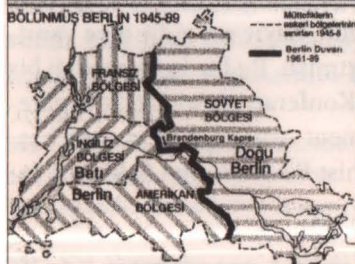 BÖLÜNMÜŞ BERLİN 1945-89
Müttefiklerin
askeri bölgelerinin
sınırları 1945-8
Berlin Duvarı
1961-89
FRANSIZ
BÖLGESİ
SOVYET
BÖLGESİ
Brandenburg Kapısı
İNGİLİZ
BÖLGESİ
Doğu
Berlin
Batı
Berlin
AMERİKAN
BÖLGESİ